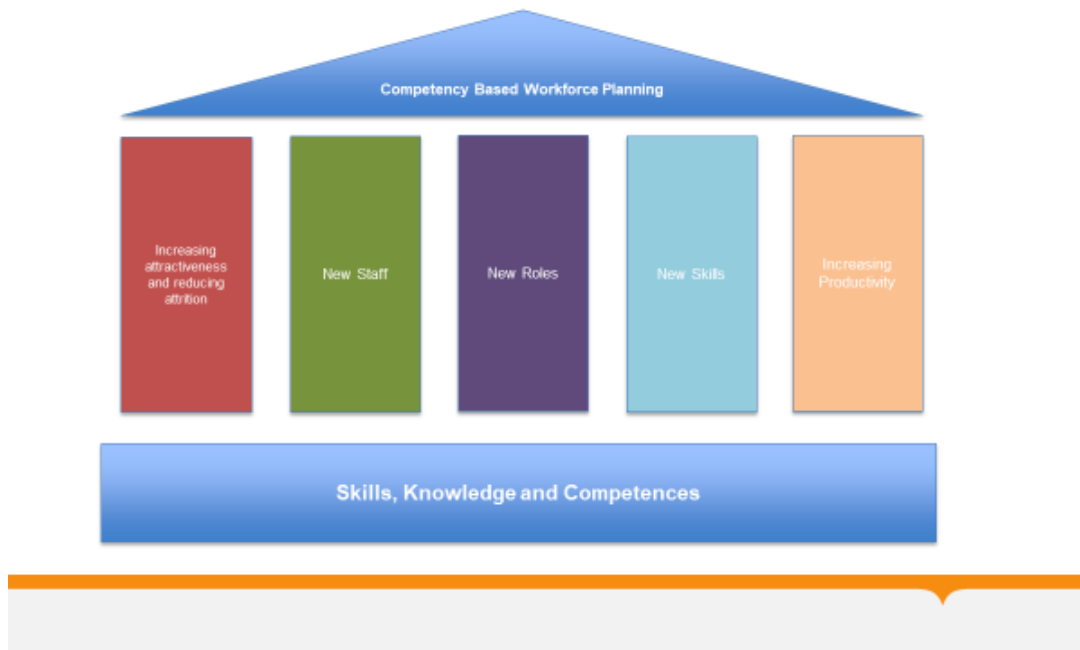 Competency Based Workforce Planning
Increasing
attractiveness
and reducing
attrition
New Staff
New Roles
New Skills
Increasing
Productivity
Skills, Knowledge and Competences